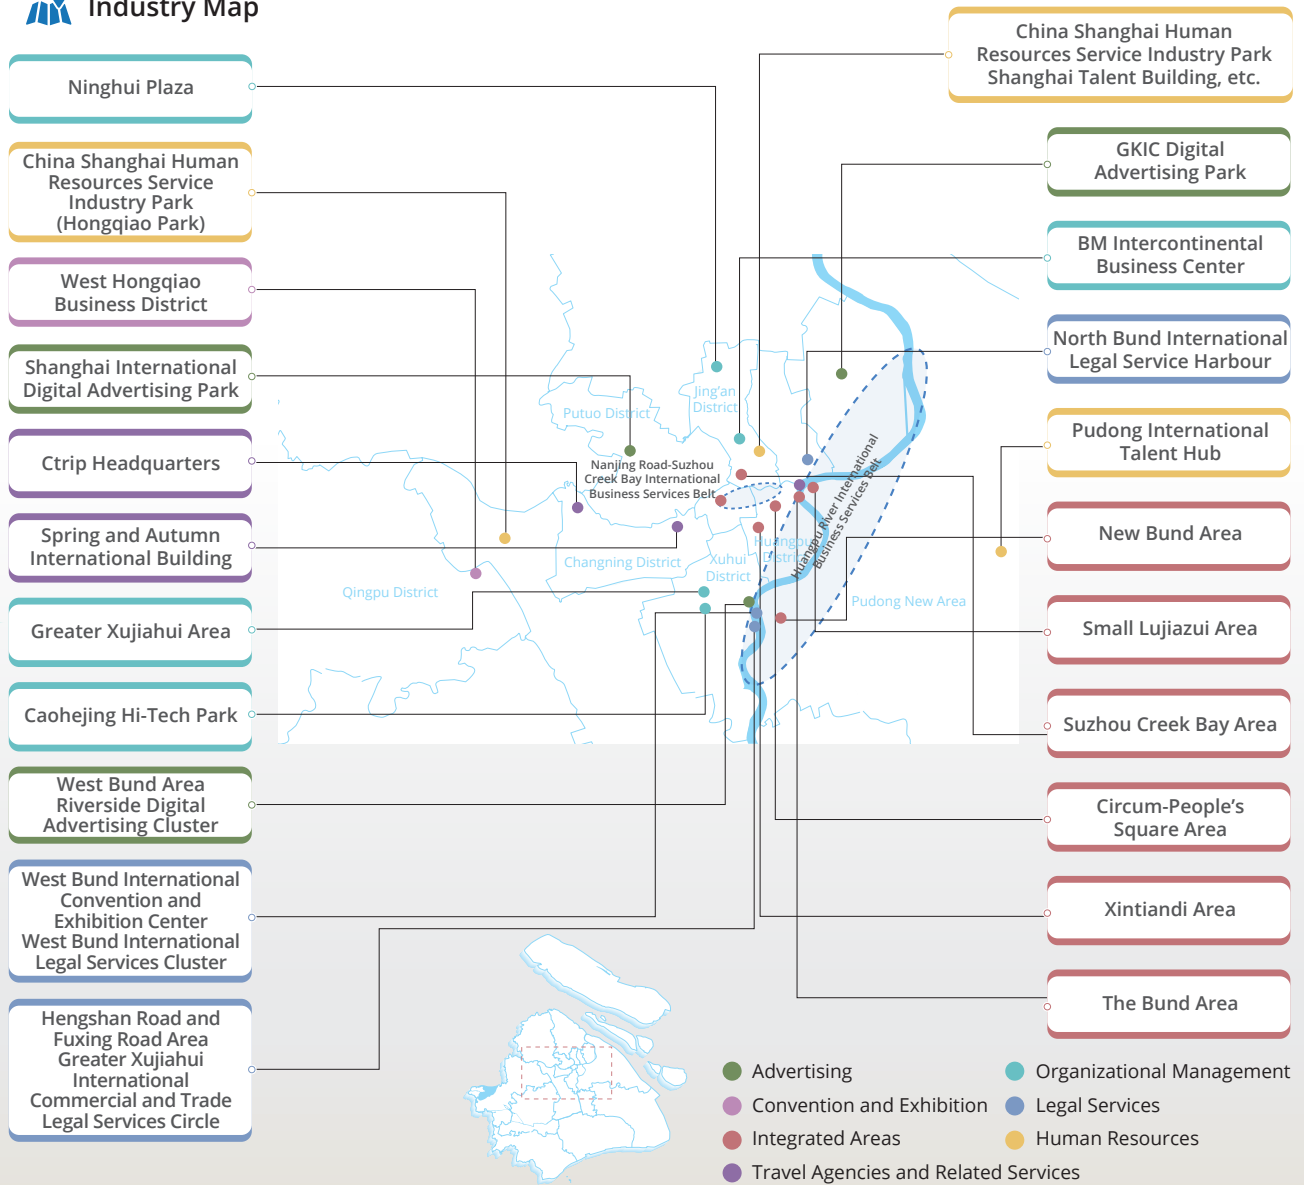 Industry Map
Ninghui Plaza
China Shanghai Human
Resources Service
Industry Park
(Hongqiao Park)
West Hongqiao
Business District
Shanghai International
Digital Advertising Park
Ctrip Headquarters
Spring and Autumn
International Building
Greater Xujiahui Area
Caohejing Hi-Tech Park
West Bund Area
Riverside Digital
Advertising Cluster
West Bund International
Convention and
Exhibition Center
West Bund International
Legal Services Cluster
Hengshan Road and
Fuxing Road Area
Greater Xujiahui
International
Commercial and Trade
Legal Services Circle
Putuo District
Jing'an
District
Nanjing Road-Suzhou
Creek Bay International
Business Services Belt
Huangpu River International
Business Services Belt
Huangpu
District
Changning District
Xuhui
District
Qingpu District
Pudong New Area
China Shanghai Human
Resources Service Industry Park
Shanghai Talent Building, etc.
GKIC Digital
Advertising Park
BM Intercontinental
Business Center
North Bund International
Legal Service Harbour
Pudong International
Talent Hub
New Bund Area
Small Lujiazui Area
Suzhou Creek Bay Area
Circum-People's
Square Area
Xintiandi Area
The Bund Area
Advertising
Organizational Management
Convention and Exhibition
Legal Services
Integrated Areas
Human Resources
Travel Agencies and Related Services